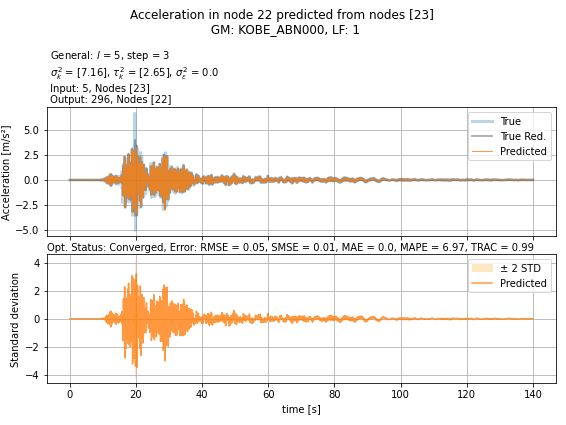 Acceleration in node 22 predicted from nodes [23]
GM: KOBE_ABN000, LF: 1
General: l = 5, step = 3
σ²ₖ = [7.16], τ²ₖ = [2.65], σ²ε = 0.0
Input: 5, Nodes [23]
Output: 296, Nodes [22]
Acceleration [m/s²]
5.0
2.5
0.0
−2.5
−5.0
True
True Red.
Predicted
Opt. Status: Converged, Error: RMSE = 0.05, SMSE = 0.01, MAE = 0.0, MAPE = 6.97, TRAC = 0.99
Standard deviation
4
2
0
−2
−4
± 2 STD
Predicted
0 20 40 60 80 100 120 140
time [s]